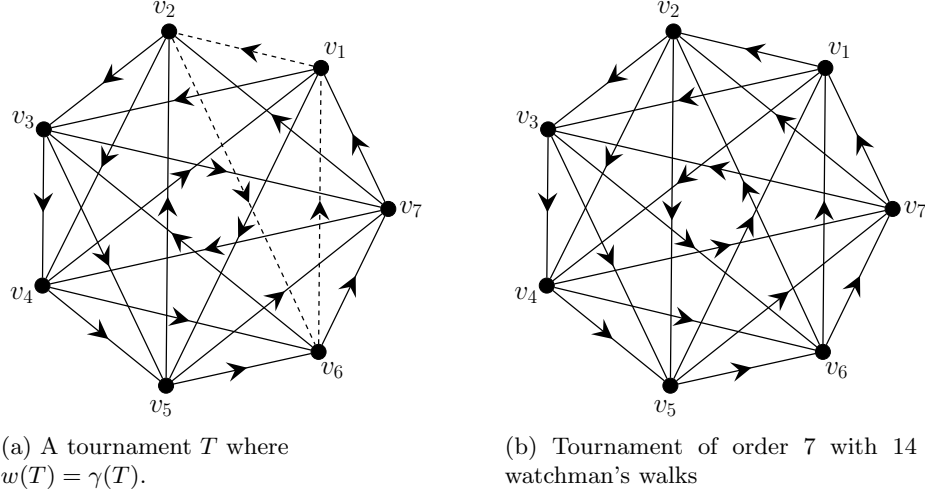 v2
v1
v3
v7
v4
v6
v5
(a) A tournament T where
w(T) = γ(T).
v2
v1
v3
v7
v4
v6
v5
(b) Tournament of order 7 with 14
watchman's walks